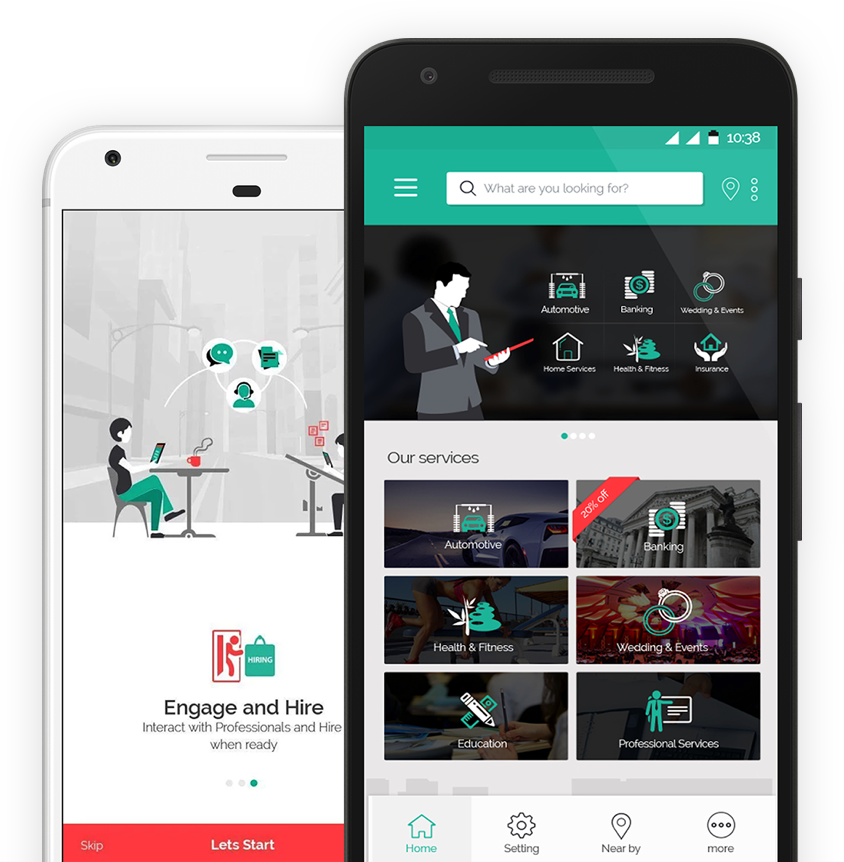 HIRING
Engage and Hire
Interact with Professionals and Hire
when ready
Skip
Lets Start
10:38
What are you looking for?
Automotive
Banking
Wedding & Events
Home Services
Health & Fitness
Insurance
Our services
Automotive
20% off
Banking
Health & Fitness
Wedding & Events
Education
Professional Services
Home
Setting
Near by
more